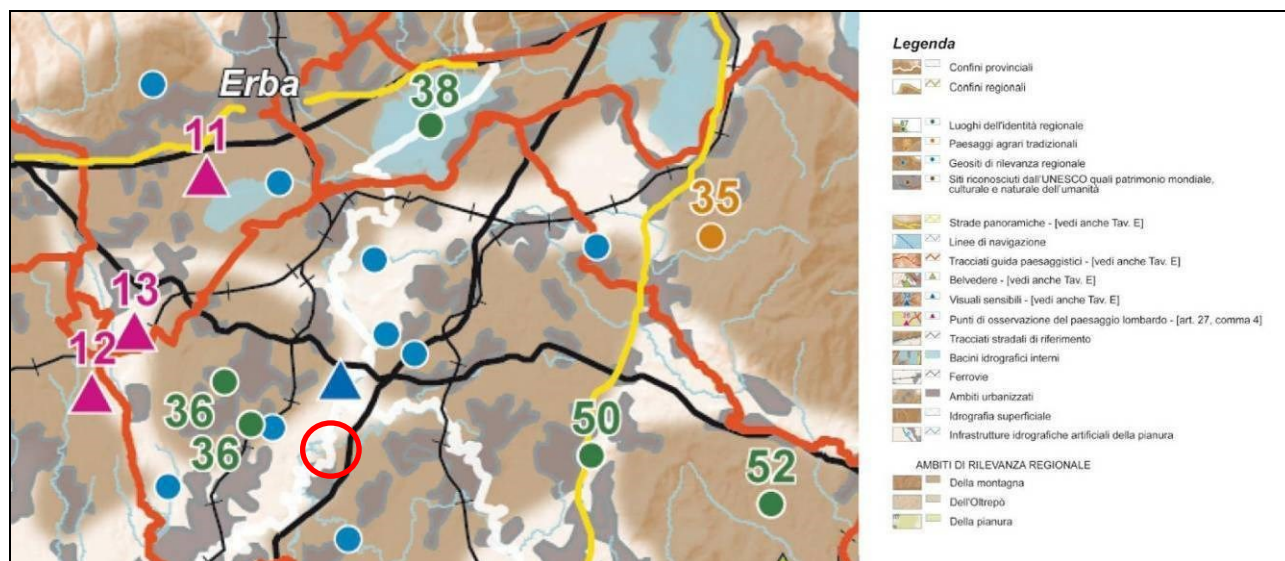 Erba
38
11
35
13
12
36
36
50
52
Legenda
Confini provinciali
Confini regionali
Luoghi dell'identità regionale
Paesaggi agrari tradizionali
Geositi di rilevanza regionale
Siti riconosciuti dall'UNESCO quali patrimonio mondiale,
culturale e naturale dell'umanità
Strade panoramiche - [vedi anche Tav. E]
Linee di navigazione
Tracciati guida paesaggistici - [vedi anche Tav. E]
Belvedere - [vedi anche Tav. E]
Visuali sensibili - [vedi anche Tav. E]
Punti di osservazione del paesaggio lombardo - [art. 27, comma 4]
Tracciati stradali di riferimento
Bacini idrografici interni
Ferrovie
Ambiti urbanizzati
Idrografia superficiale
Infrastrutture idrografiche artificiali della pianura
AMBITI DI RILEVANZA REGIONALE
Della montagna
Dell'Oltrepò
Della pianura